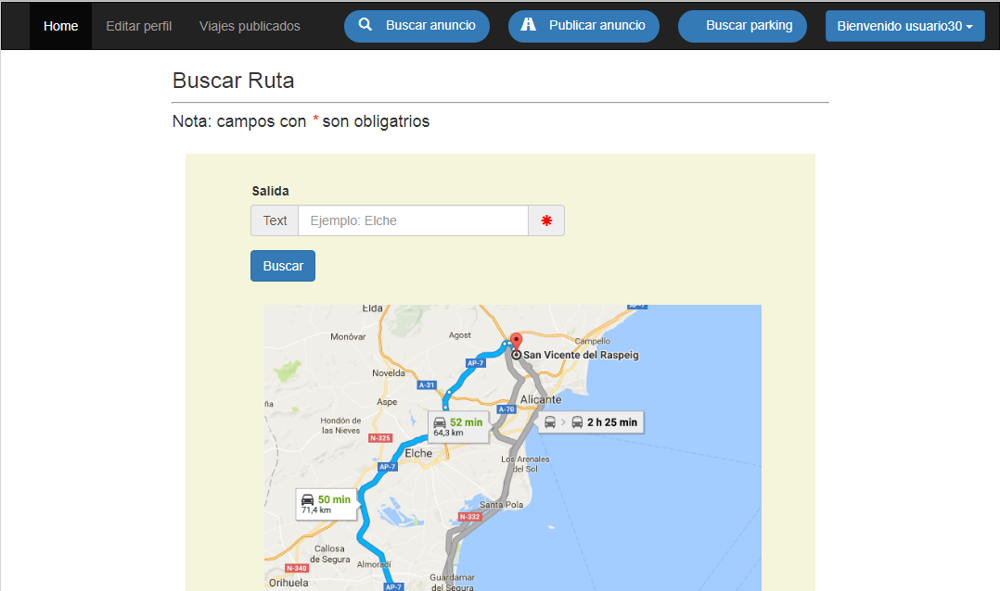 Home Editar perfil Viajes publicados Buscar anuncio Publicar anuncio Buscar parking Bienvenido usuario30
Buscar Ruta
Nota: campos con * son obligatrios
Salida
Text Ejemplo: Elche *
Buscar
Elda
AP-7
Monóvar
Agost
Campello
San Vicente del Raspeig
AP-7
Novelda
A-31
Aspe
Alicante
ña
A-70
Hondón de
las Nieves
52 min
64,3 km
2 h 25 min
N-325
Elche
Los Arenales
del Sol
AP-7
50 min
71,4 km
Santa Pola
N-332
Callosa
de Segura
Almoradí
N-340
Guardamar
del Segura
Orihuela
AP-7